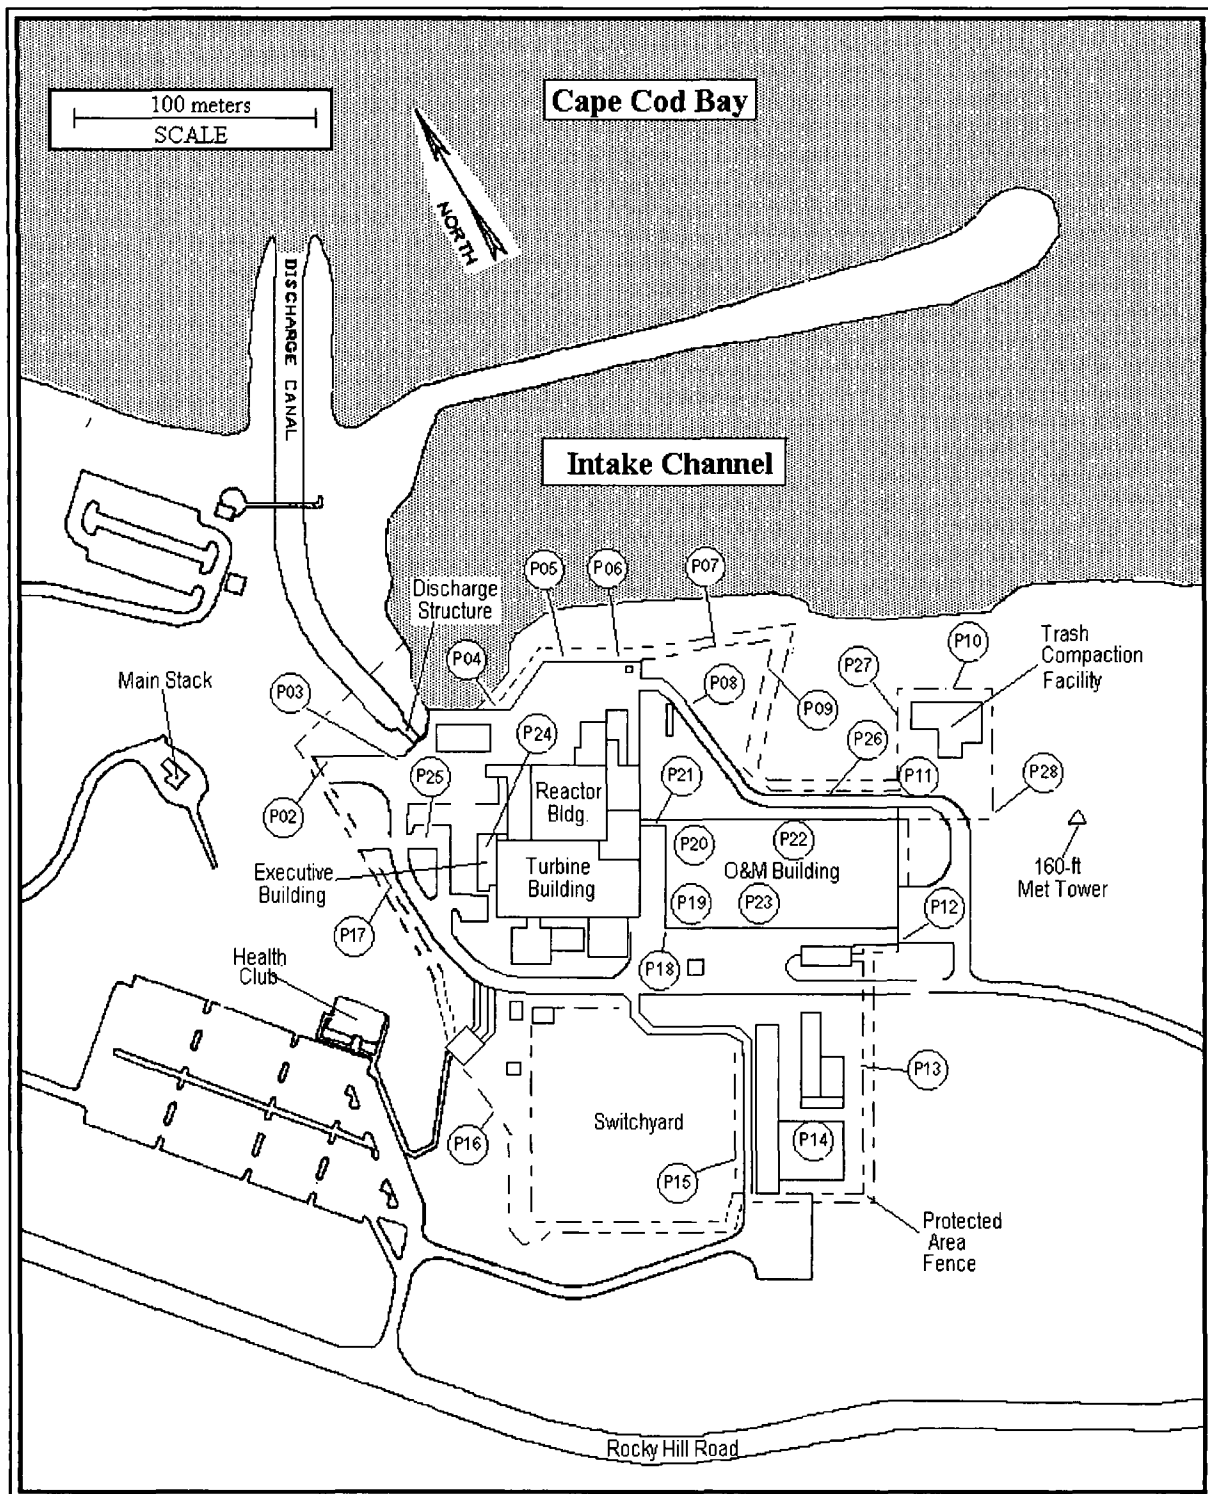 100 meters
SCALE
Cape Cod Bay
NORTH
DISCHARGE CANAL
Intake Channel
P05
P06
P07
Discharge
Structure
P04
P10
Trash
Compaction
Facility
P27
Main Stack
P03
P08
P09
P24
P26
P25
P21
P11
P28
Reactor
Bldg.
P02
P20
P22
160-ft
Met Tower
Executive
Building
Turbine
Building
O&M Building
P19
P23
P12
P17
Health
Club
P18
P13
Switchyard
P16
P14
P15
Protected
Area
Fence
Rocky Hill Road